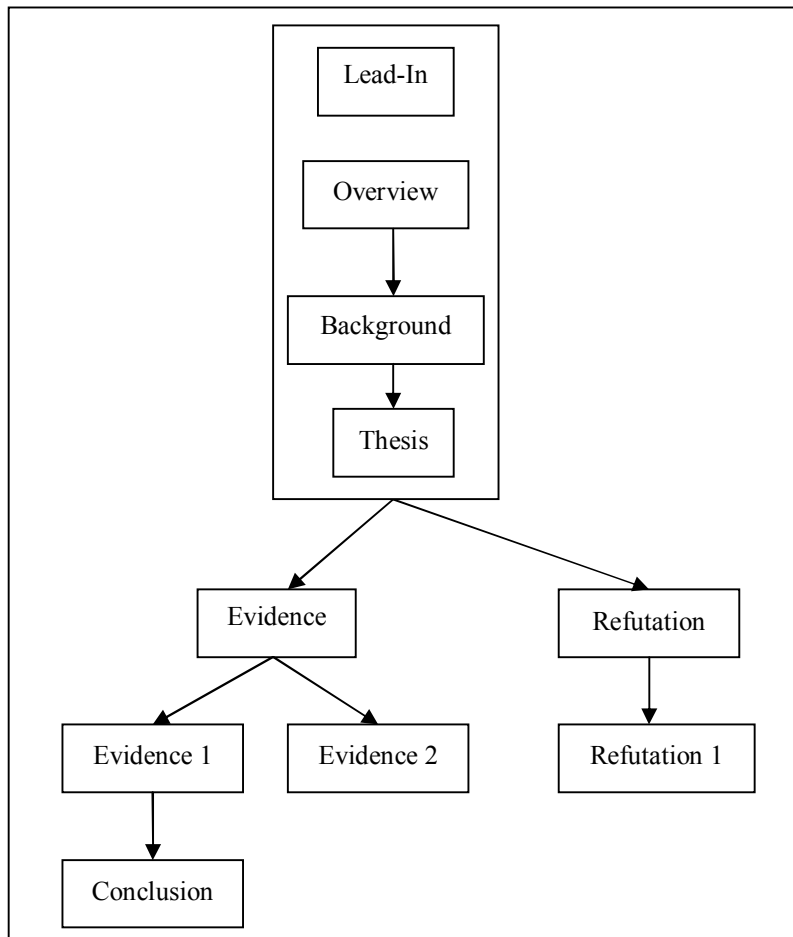 Lead-In
Overview
Background
Thesis
Evidence
Refutation
Evidence 1
Evidence 2
Refutation 1
Conclusion